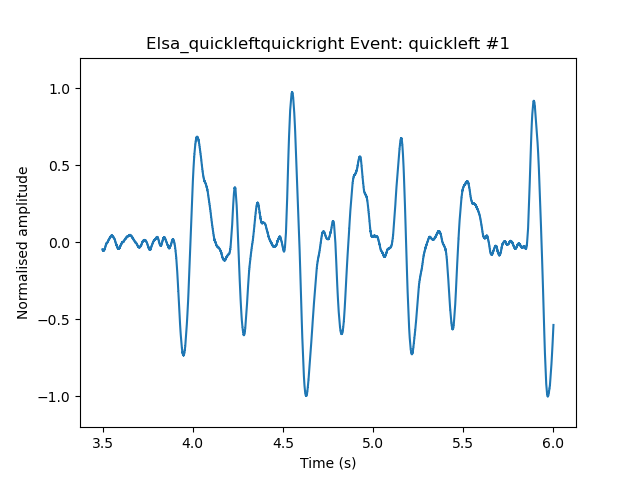 Elsa_quickleftquickright Event: quickleft #1
1.0
0.5
0.0
−0.5
−1.0
Normalised amplitude
3.5 4.0 4.5 5.0 5.5 6.0
Time (s)